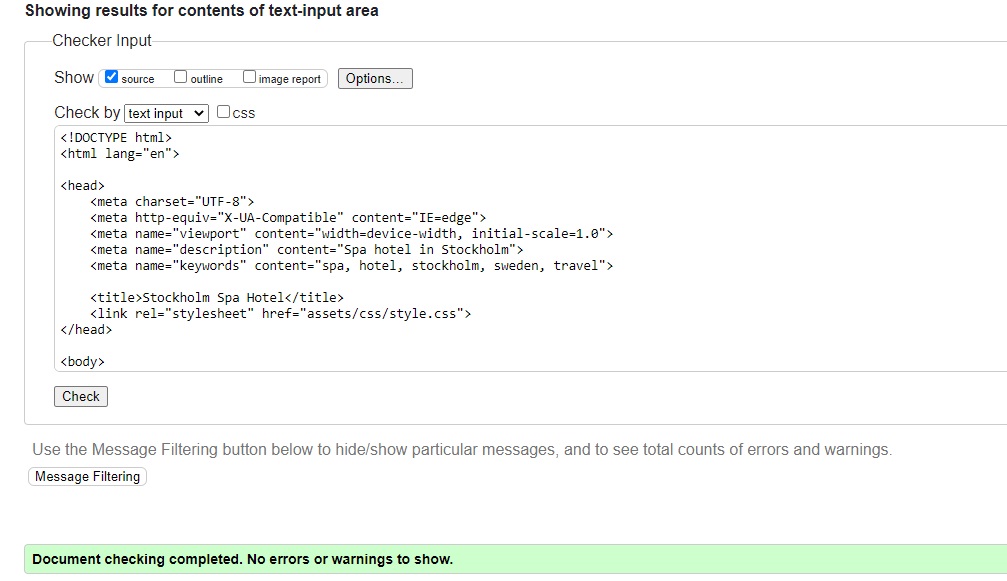 Showing results for contents of text-input area
Checker Input
Show source outline image report Options...
Check by text input css
<!DOCTYPE html>
<html lang="en">
<head>
<meta charset="UTF-8">
<meta http-equiv="X-UA-Compatible" content="IE=edge">
<meta name="viewport" content="width=device-width, initial-scale=1.0">
<meta name="description" content="Spa hotel in Stockholm">
<meta name="keywords" content="spa, hotel, stockholm, sweden, travel">
<title>Stockholm Spa Hotel</title>
<link rel="stylesheet" href="assets/css/style.css">
</head>
<body>
Check
Use the Message Filtering button below to hide/show particular messages, and to see total counts of errors and warnings.
Message Filtering
Document checking completed. No errors or warnings to show.